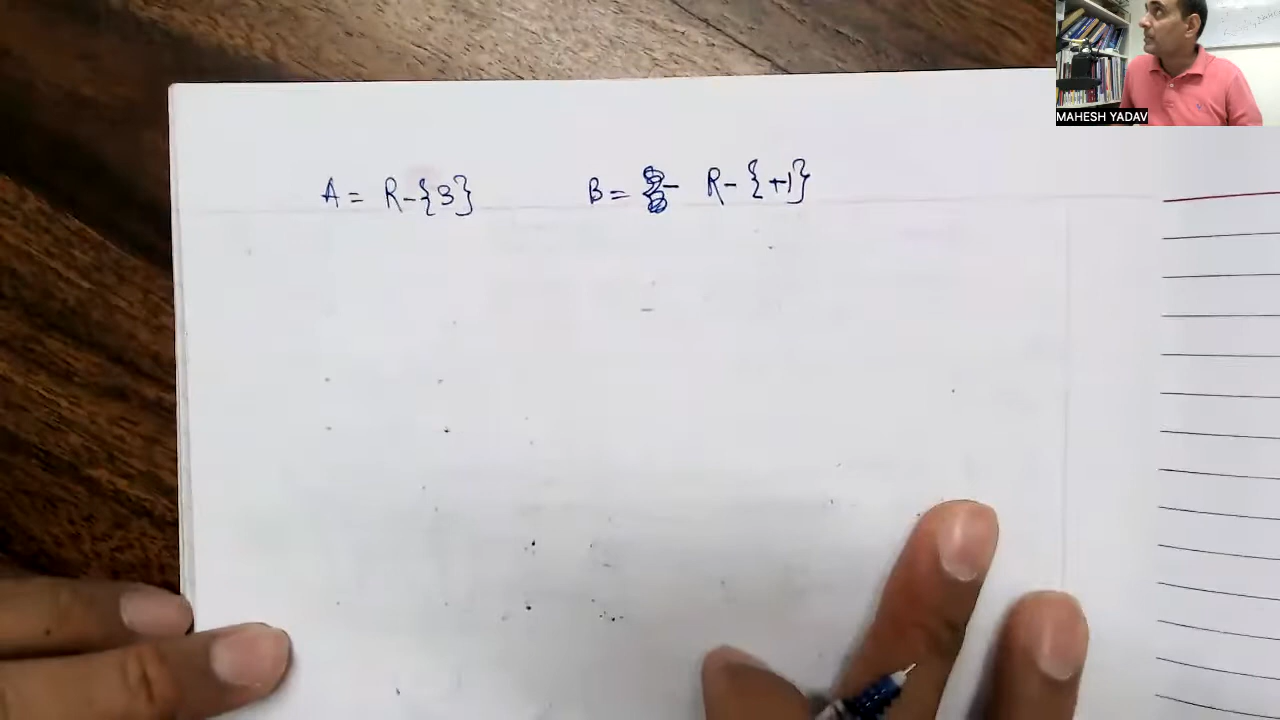 A = R-{3} B = R-{+1}
MAHESH YADAV